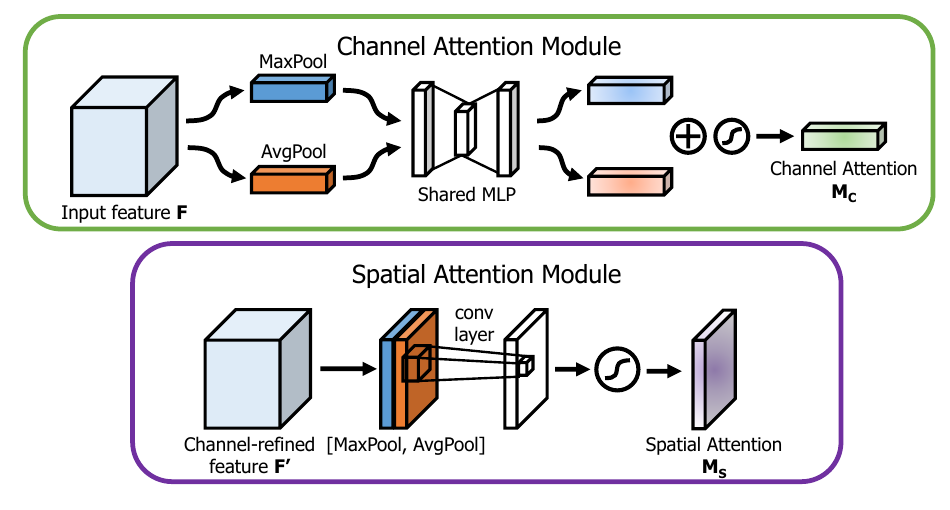 Channel Attention Module
MaxPool
AvgPool
Input feature F
Shared MLP
Channel Attention
Mc
Spatial Attention Module
conv
layer
Channel-refined
feature F’
[MaxPool, AvgPool]
Spatial Attention
Ms